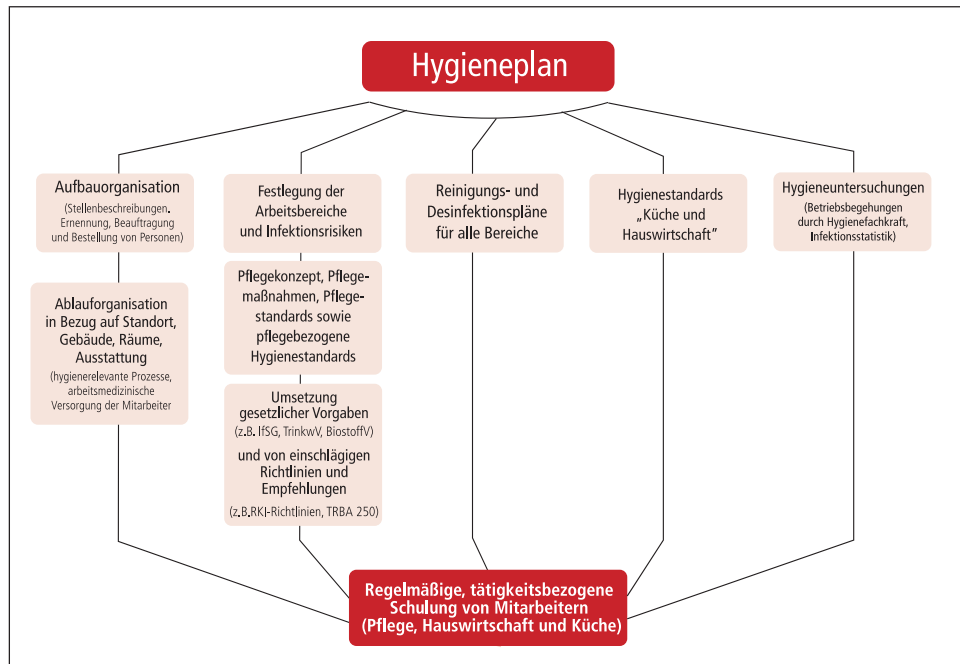 Hygieneplan
Aufbauorganisation
(Stellenbeschreibungen.
Ernennung, Beauftragung
und Bestellung von Personen)
Ablauforganisation
in Bezug auf Standort,
Gebäude, Räume,
Ausstattung
(hygienerelevante Prozesse,
arbeitsmedizinische
Versorgung der Mitarbeiter
Festlegung der
Arbeitsbereiche
und Infektionsrisiken
Pflegekonzept, Pflege-
maßnahmen, Pflege-
standards sowie
pflegebezogene
Hygienestandards
Umsetzung
gesetzlicher Vorgaben
(z.B. IfSG, TrinkwV, BiostoffV)
und von einschlägigen
Richtlinien und
Empfehlungen
(z.B.RKI-Richtlinien, TRBA 250)
Reinigungs- und
Desinfektionspläne
für alle Bereiche
Hygienestandards
„Küche und
Hauswirtschaft"
Hygieneuntersuchungen
(Betriebsbegehungen
durch Hygienefachkraft,
Infektionsstatistik)
Regelmäßige, tätigkeitsbezogene
Schulung von Mitarbeitern
(Pflege, Hauswirtschaft und Küche)